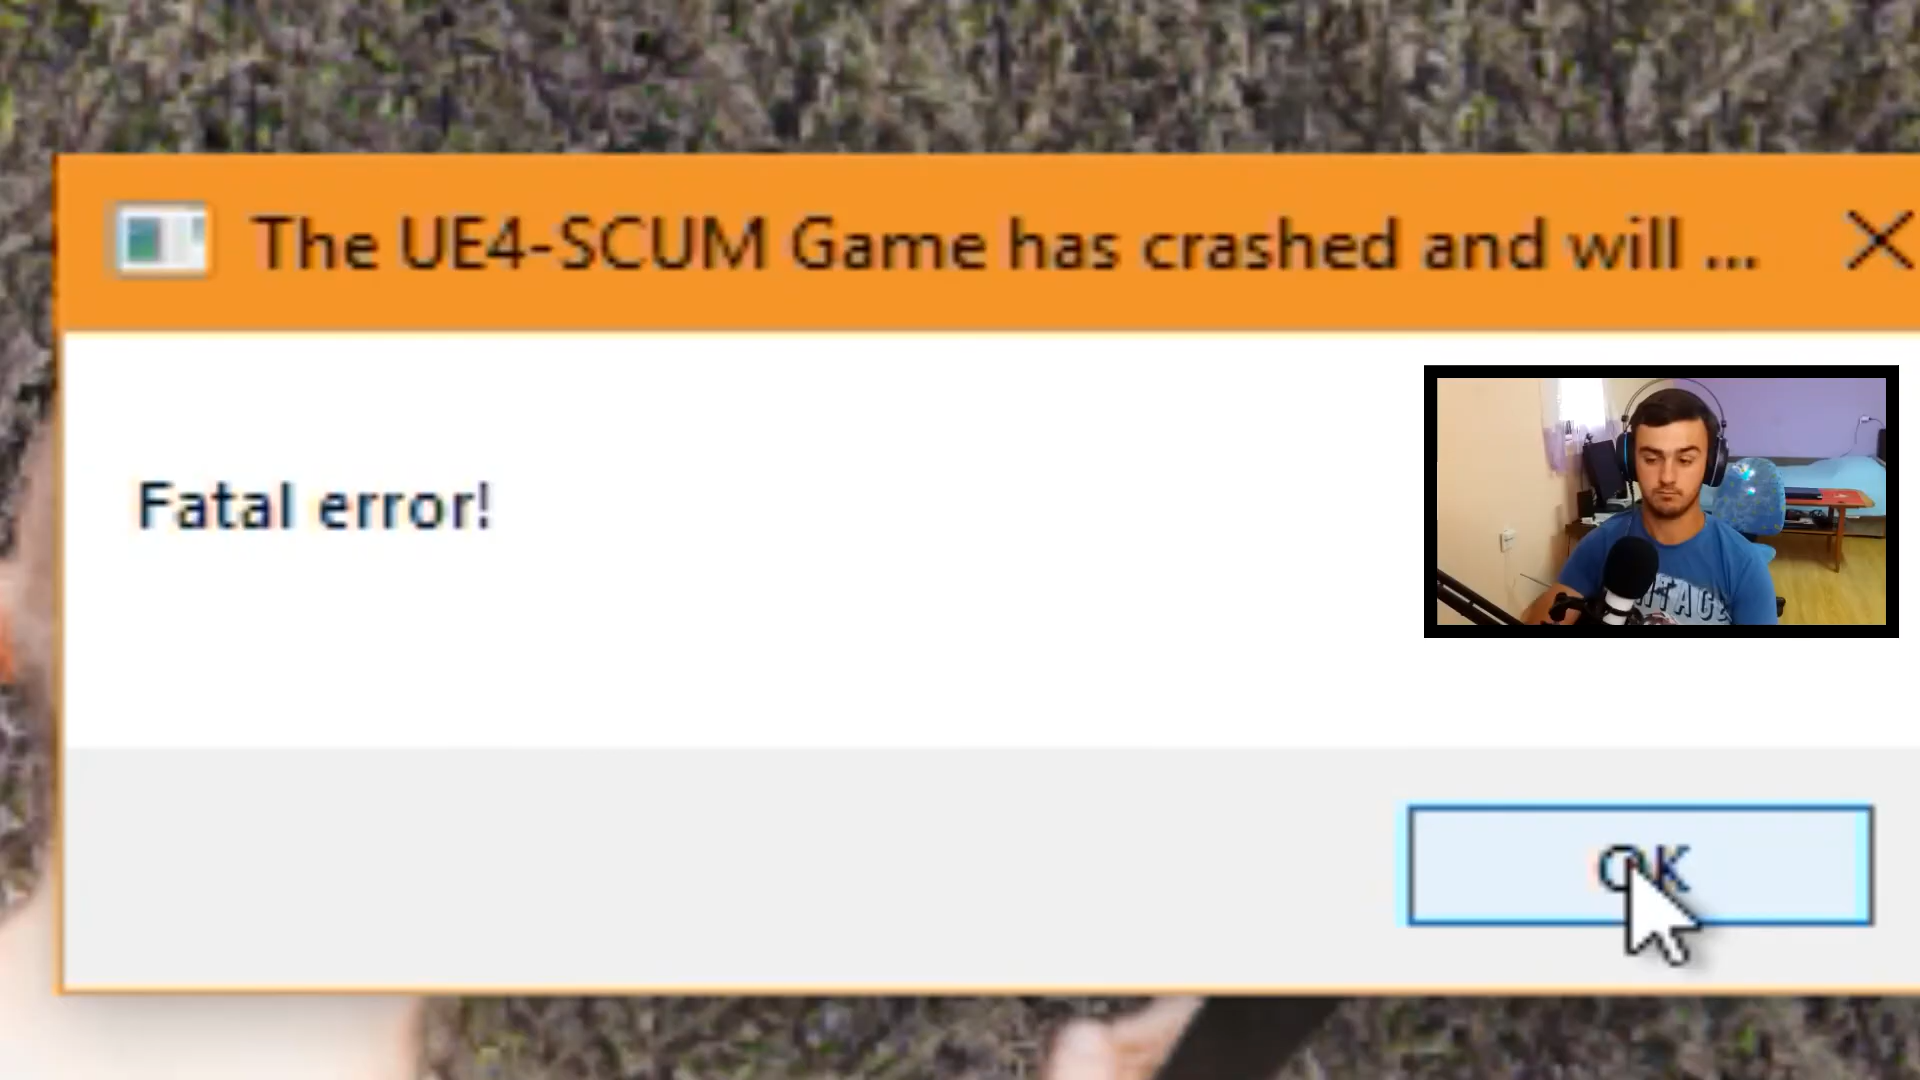 The UE4-SCUM Game has crashed and will ...
Fatal error!
OK